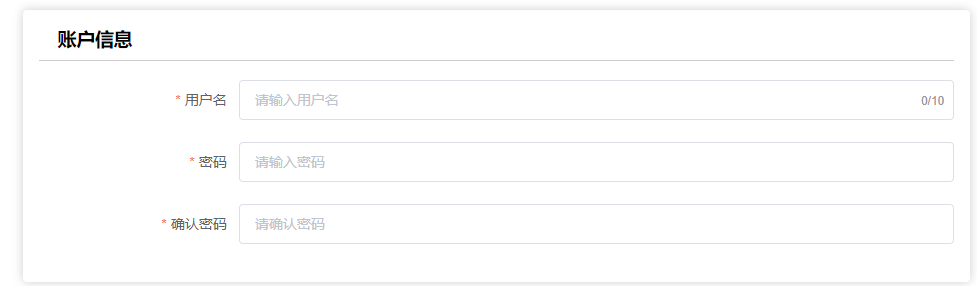 账户信息
* 用户名 请输入用户名 0/10
* 密码 请输入密码
* 确认密码 请确认密码